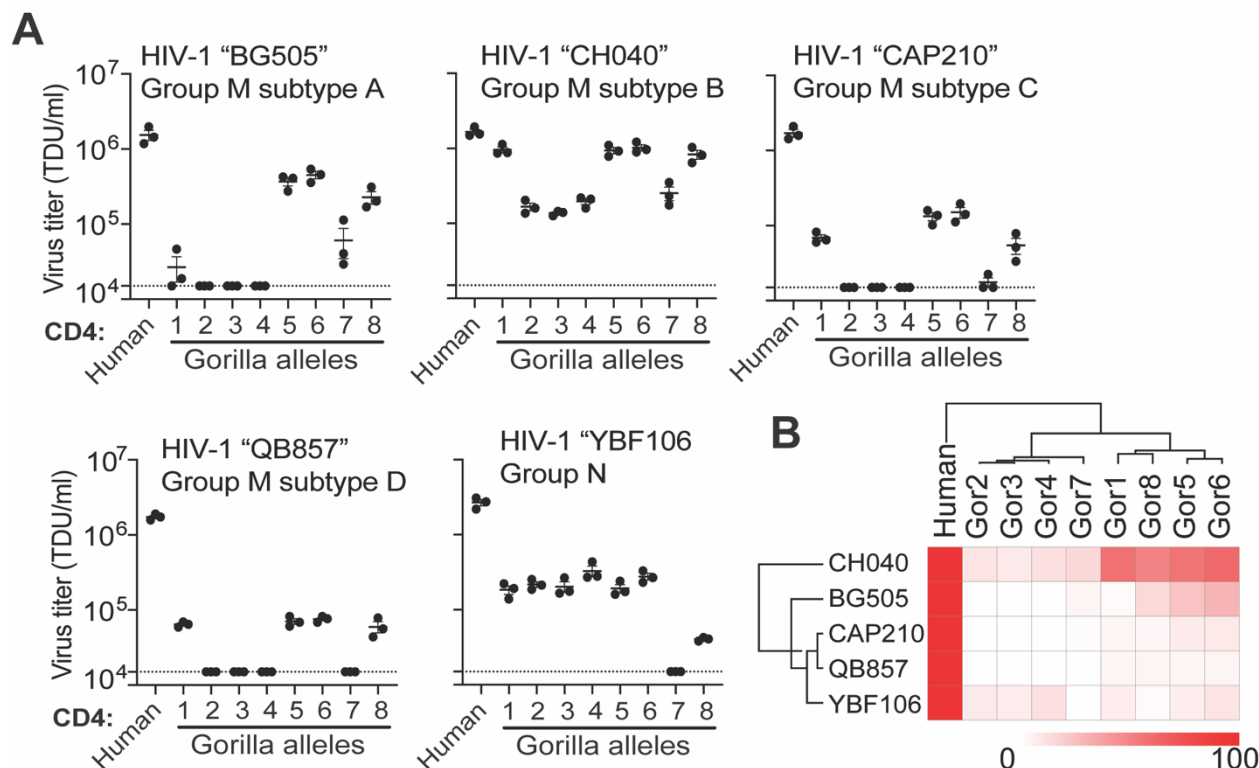 A
HIV-1 “BG505”
Group M subtype A
HIV-1 “CH040”
Group M subtype B
HIV-1 “CAP210”
Group M subtype C
Virus titer (TDU/ml)
10⁷
10⁶
10⁵
10⁴
CD4:
Human 1 2 3 4 5 6 7 8
Gorilla alleles
Human 1 2 3 4 5 6 7 8
Gorilla alleles
Human 1 2 3 4 5 6 7 8
Gorilla alleles
HIV-1 “QB857”
Group M subtype D
HIV-1 “YBF106
Group N
Virus titer (TDU/ml)
10⁷
10⁶
10⁵
10⁴
CD4:
Human 1 2 3 4 5 6 7 8
Gorilla alleles
Human 1 2 3 4 5 6 7 8
Gorilla alleles
B
Human Gor2 Gor3 Gor4 Gor7 Gor1 Gor8 Gor5 Gor6
CH040
BG505
CAP210
QB857
YBF106
0 100